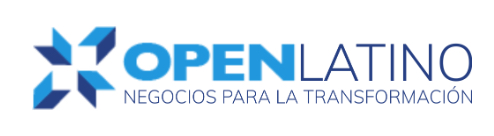 OPENLATINO
NEGOCIOS PARA LA TRANSFORMACIÓN